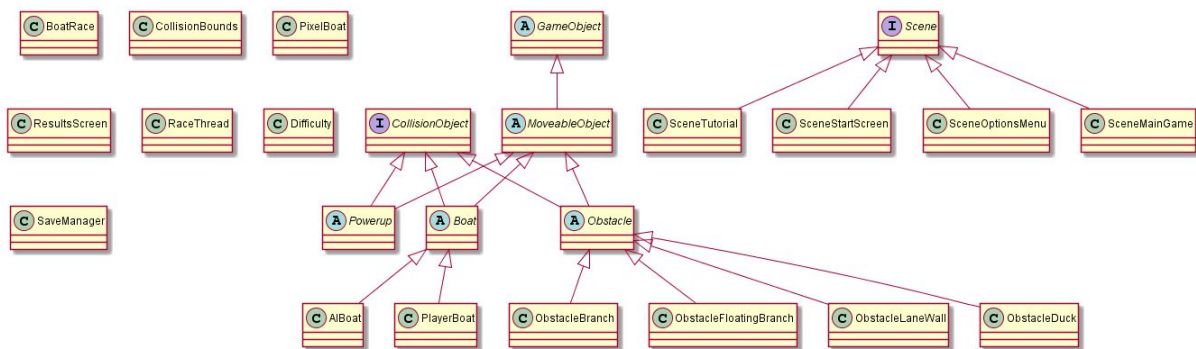 C BoatRace
C CollisionBounds
C PixelBoat
A GameObject
I Scene
C ResultsScreen
C RaceThread
C Difficulty
I CollisionObject
A MoveableObject
C SceneTutorial
C SceneStartScreen
C SceneOptionsMenu
C SceneMainGame
C SaveManager
A Powerup
A Boat
A Obstacle
C AIBoat
C PlayerBoat
C ObstacleBranch
C ObstacleFloatingBranch
C ObstacleLaneWall
C ObstacleDuck